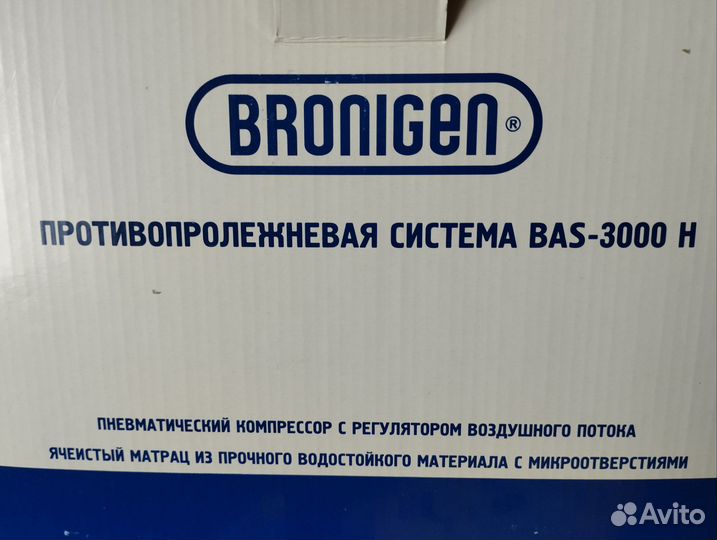 BRONIGEN®
ПРОТИВОПРОЛЕЖНЕВАЯ СИСТЕМА BAS-3000 H
ПНЕВМАТИЧЕСКИЙ КОМПРЕССОР С РЕГУЛЯТОРОМ ВОЗДУШНОГО ПОТОКА
ЯЧЕИСТЫЙ МАТРАЦ ИЗ ПРОЧНОГО ВОДОСТОЙКОГО МАТЕРИАЛА С МИКРООТВЕРСТИЯМИ
Avito